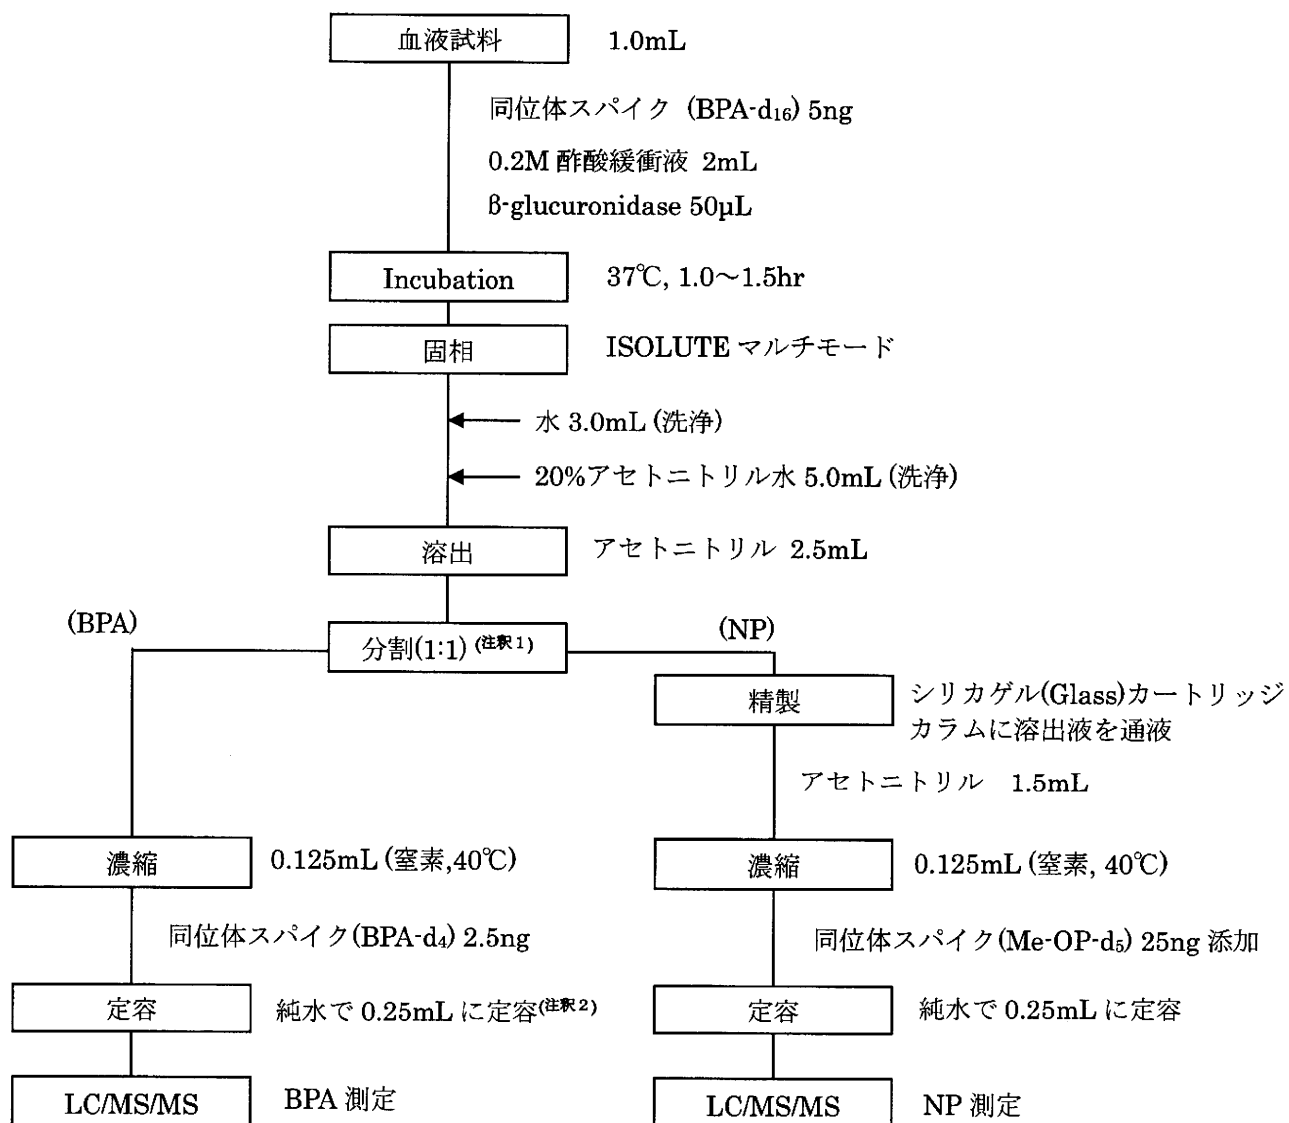 血液試料 1.0mL
同位体スパイク (BPA-d₁₆) 5ng
0.2M 酢酸緩衝液 2mL
β-glucuronidase 50μL
Incubation 37℃, 1.0～1.5hr
固相 ISOLUTE マルチモード
水 3.0mL (洗浄)
20%アセトニトリル水 5.0mL (洗浄)
溶出 アセトニトリル 2.5mL
(BPA)
分割(1:1) (注釈1)
(NP)
精製 シリカゲル(Glass)カートリッジ
カラムに溶出液を通液
アセトニトリル 1.5mL
濃縮 0.125mL (窒素,40℃)
濃縮 0.125mL (窒素, 40℃)
同位体スパイク(BPA-d₄) 2.5ng
同位体スパイク(Me-OP-d₅) 25ng 添加
定容 純水で 0.25mL に定容(注釈2)
定容 純水で 0.25mL に定容
LC/MS/MS BPA 測定
LC/MS/MS NP 測定